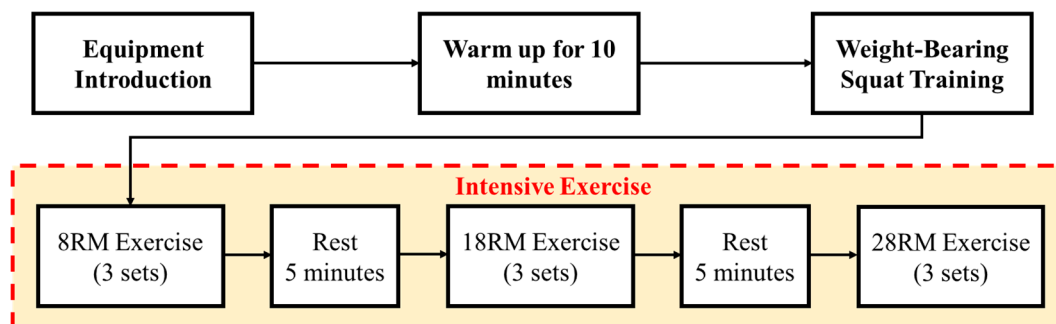 Equipment
Introduction
Warm up for 10
minutes
Weight-Bearing
Squat Training
Intensive Exercise
8RM Exercise
(3 sets)
Rest
5 minutes
18RM Exercise
(3 sets)
Rest
5 minutes
28RM Exercise
(3 sets)